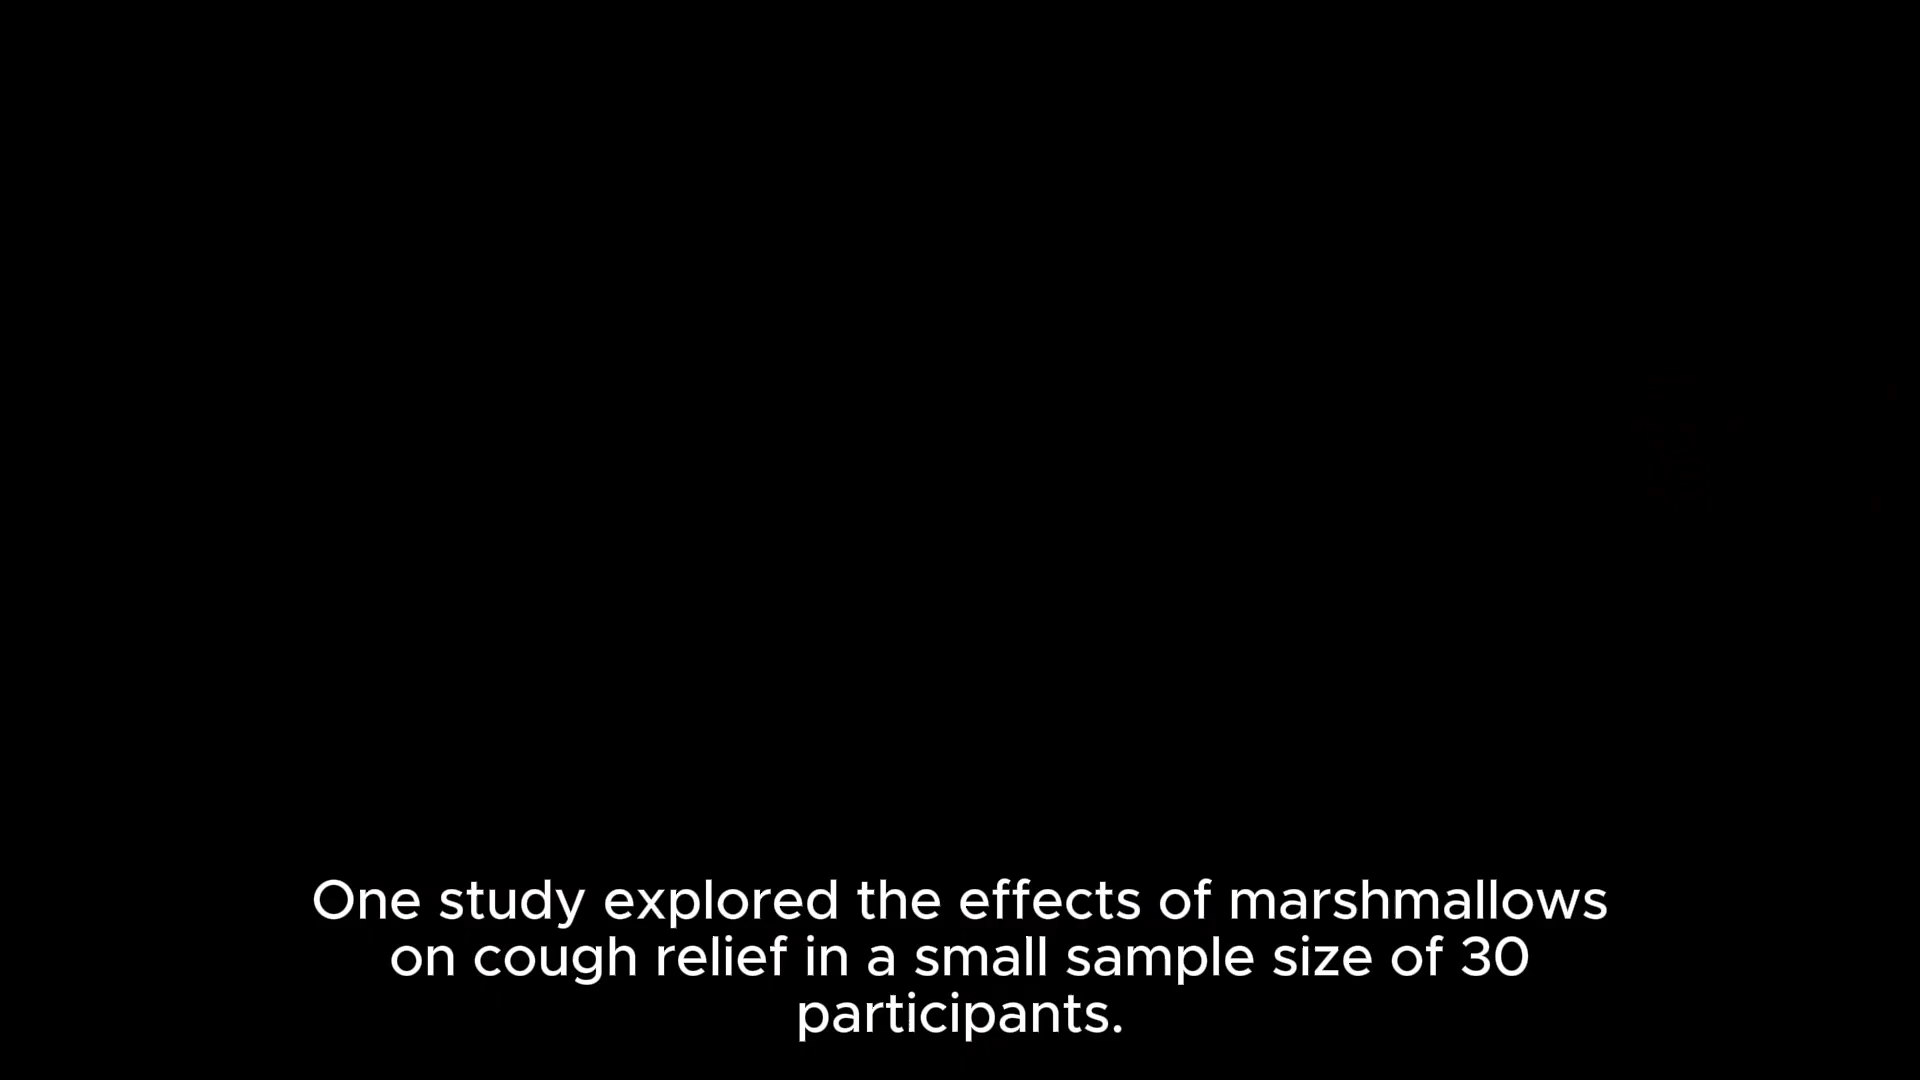 One study explored the effects of marshmallows
on cough relief in a small sample size of 30
participants.